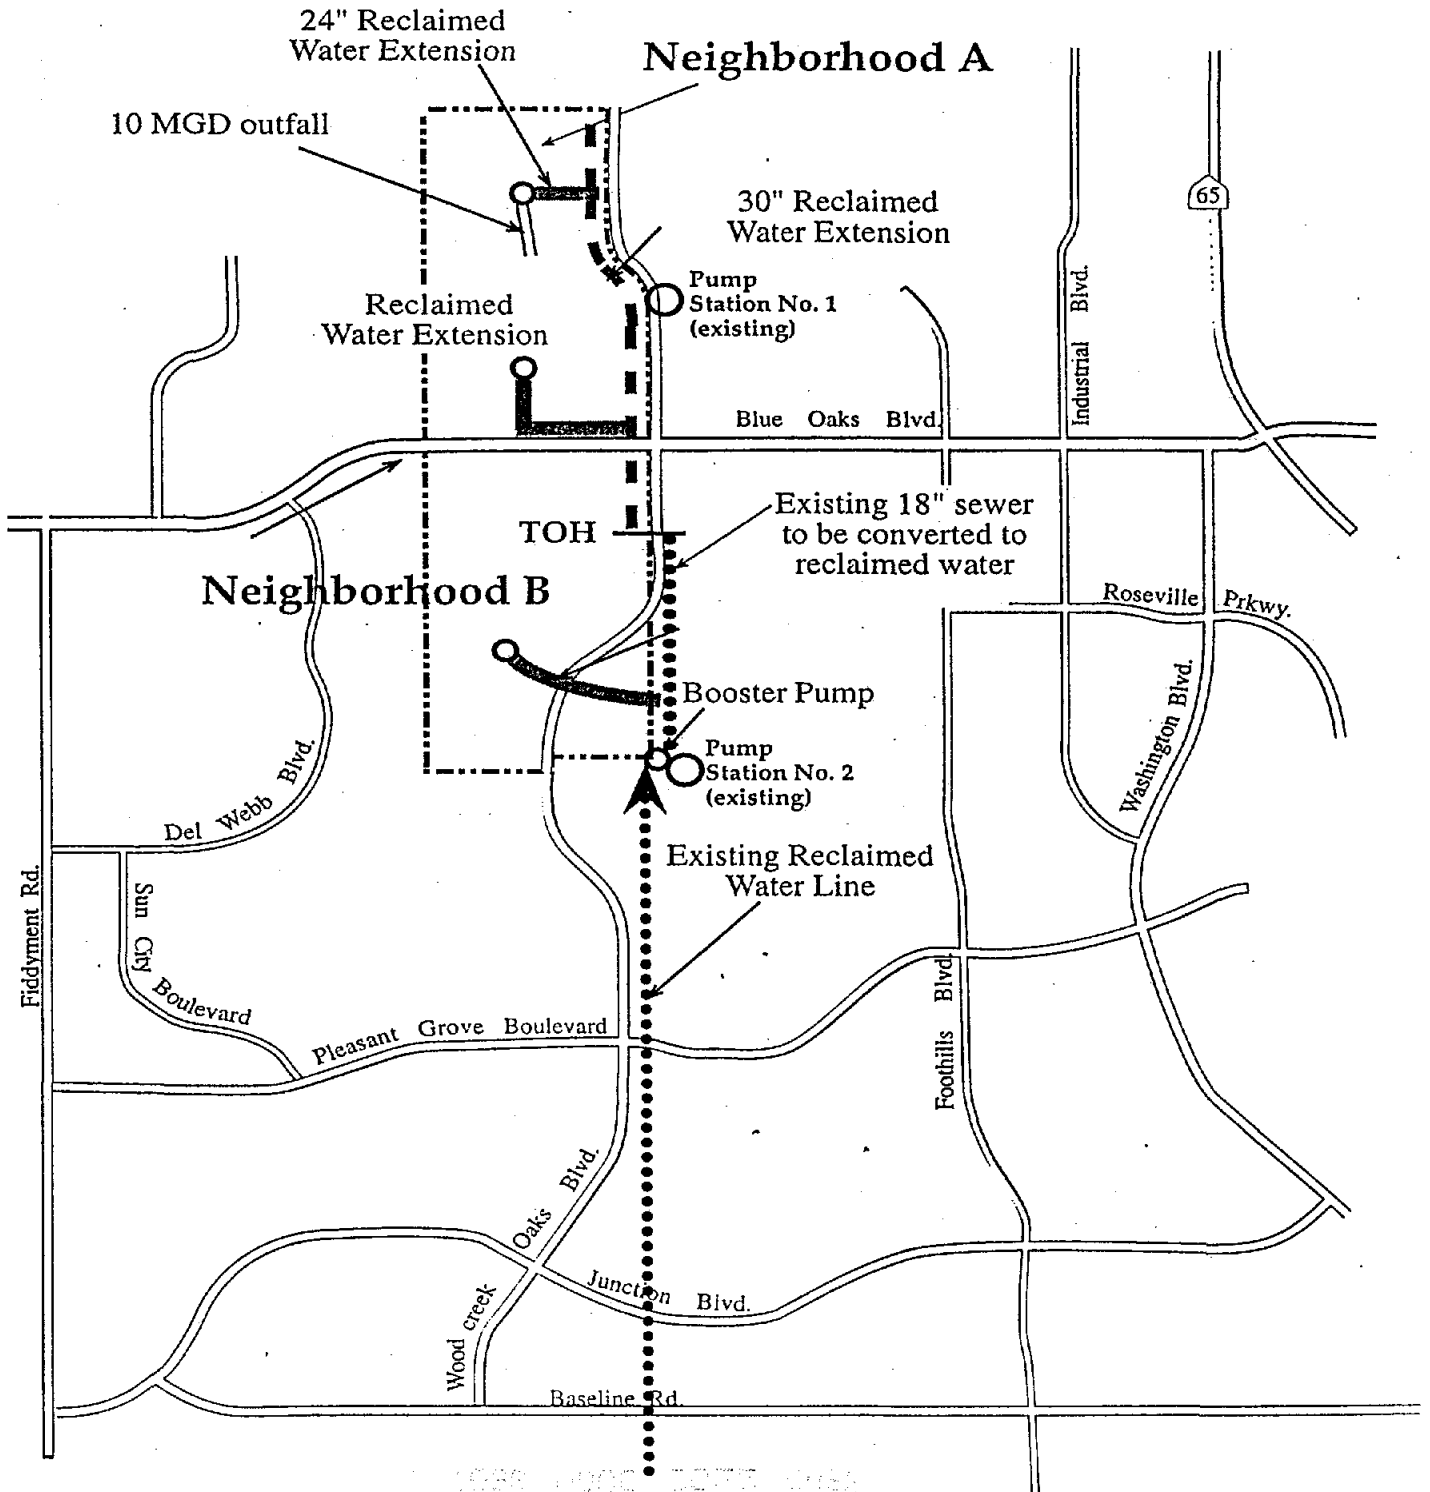 24" Reclaimed
Water Extension
Neighborhood A
10 MGD outfall
65
30" Reclaimed
Water Extension
Pump
Station No. 1
(existing)
Reclaimed
Water Extension
Industrial Blvd.
Blue Oaks Blvd.
Existing 18" sewer
to be converted to
reclaimed water
TOH
Neighborhood B
Roseville Prkwy.
Washington Blvd.
Booster Pump
Pump
Station No. 2
(existing)
Del Webb Blvd.
Existing Reclaimed
Water Line
Fiddyment Rd.
Sun City Boulevard
Foothills Blvd.
Pleasant Grove Boulevard
Wood creek Oaks Blvd.
Junction Blvd.
Baseline Rd.